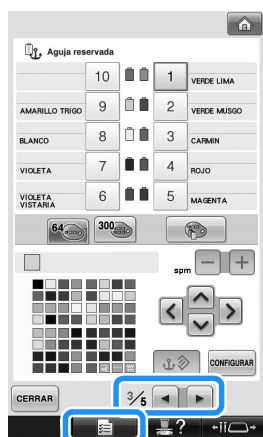 Aguja reservada
10 1 VERDE LIMA
AMARILLO TRIGO 9 2 VERDE MUSGO
BLANCO 8 3 CARMIN
VIOLETA 7 4 ROJO
VIOLETA VISTARIA 6 5 MAGENTA
64 300
spm − +
CONFIGURAR
CERRAR 3/5
?